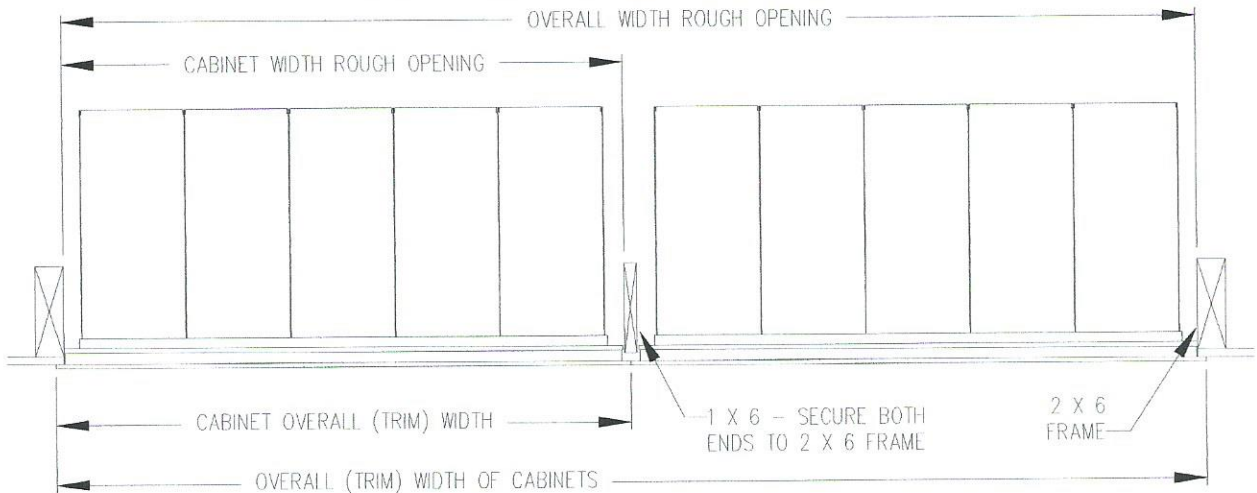 OVERALL WIDTH ROUGH OPENING
CABINET WIDTH ROUGH OPENING
CABINET OVERALL (TRIM) WIDTH
1 X 6 - SECURE BOTH
ENDS TO 2 X 6 FRAME
2 X 6
FRAME
OVERALL (TRIM) WIDTH OF CABINETS